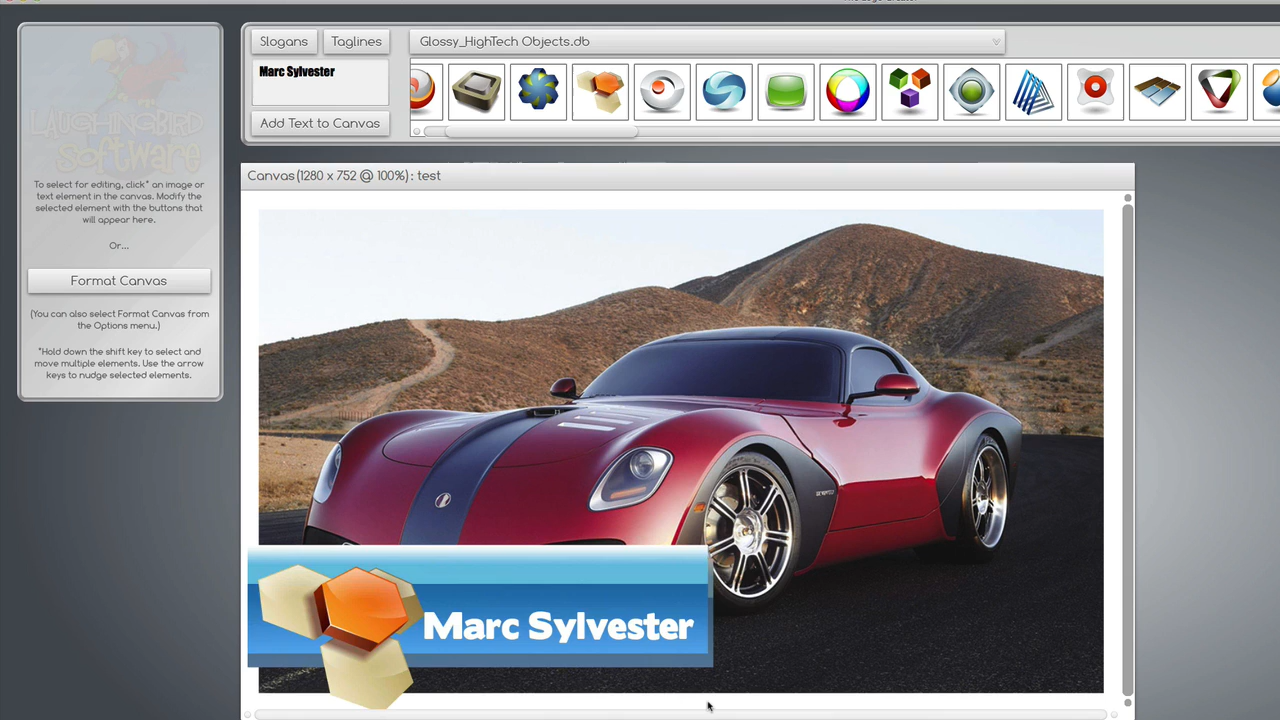 LAUGHINGBIRD
Software
To select for editing, click* an image or
text element in the canvas. Modify the
selected element with the buttons that
will appear here.
Or...
Format Canvas
(You can also select Format Canvas from
the Options menu.)
*Hold down the shift key to select and
move multiple elements. Use the arrow
keys to nudge selected elements.
Slogans
Taglines
Glossy_HighTech Objects.db
Marc Sylvester
Add Text to Canvas
Canvas(1280 x 752 @ 100%): test
Marc Sylvester